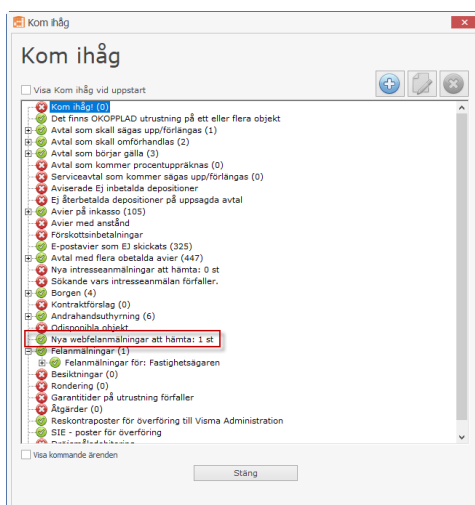 Kom ihåg
Kom ihåg
Visa Kom ihåg vid uppstart
Kom ihåg! (0)
Det finns OKOPPLAD utrustning på ett eller flera objekt
Avtal som skall sägas upp/förlängas (1)
Avtal som skall omförhandlas (2)
Avtal som börjar gälla (3)
Avtal som kommer procentuppräknas (0)
Serviceavtal som kommer sägas upp/förlängas (0)
Aviserade Ej inbetalda depositioner
Ej återbetalda depositioner på uppsagda avtal
Avier på inkasso (105)
Avier med anstånd
Förskottsinbetalningar
E-postavier som EJ skickats (325)
Avtal med flera obetalda avier (447)
Nya intresseanmälningar att hämta: 0 st
Sökande vars intresseanmälan förfaller.
Borgen (4)
Kontraktförslag (0)
Andrahandsuthyrning (6)
Odisponibla objekt
Nya webfelanmälningar att hämta: 1 st
Felanmälningar (1)
Felanmälningar för: Fastighetsägaren
Besiktningar (0)
Rondering (0)
Garantitider på utrustning förfaller
Åtgärder (0)
Reskontraposter för överföring till Visma Administration
SIE - poster för överföring
Visa kommande ärenden
Stäng